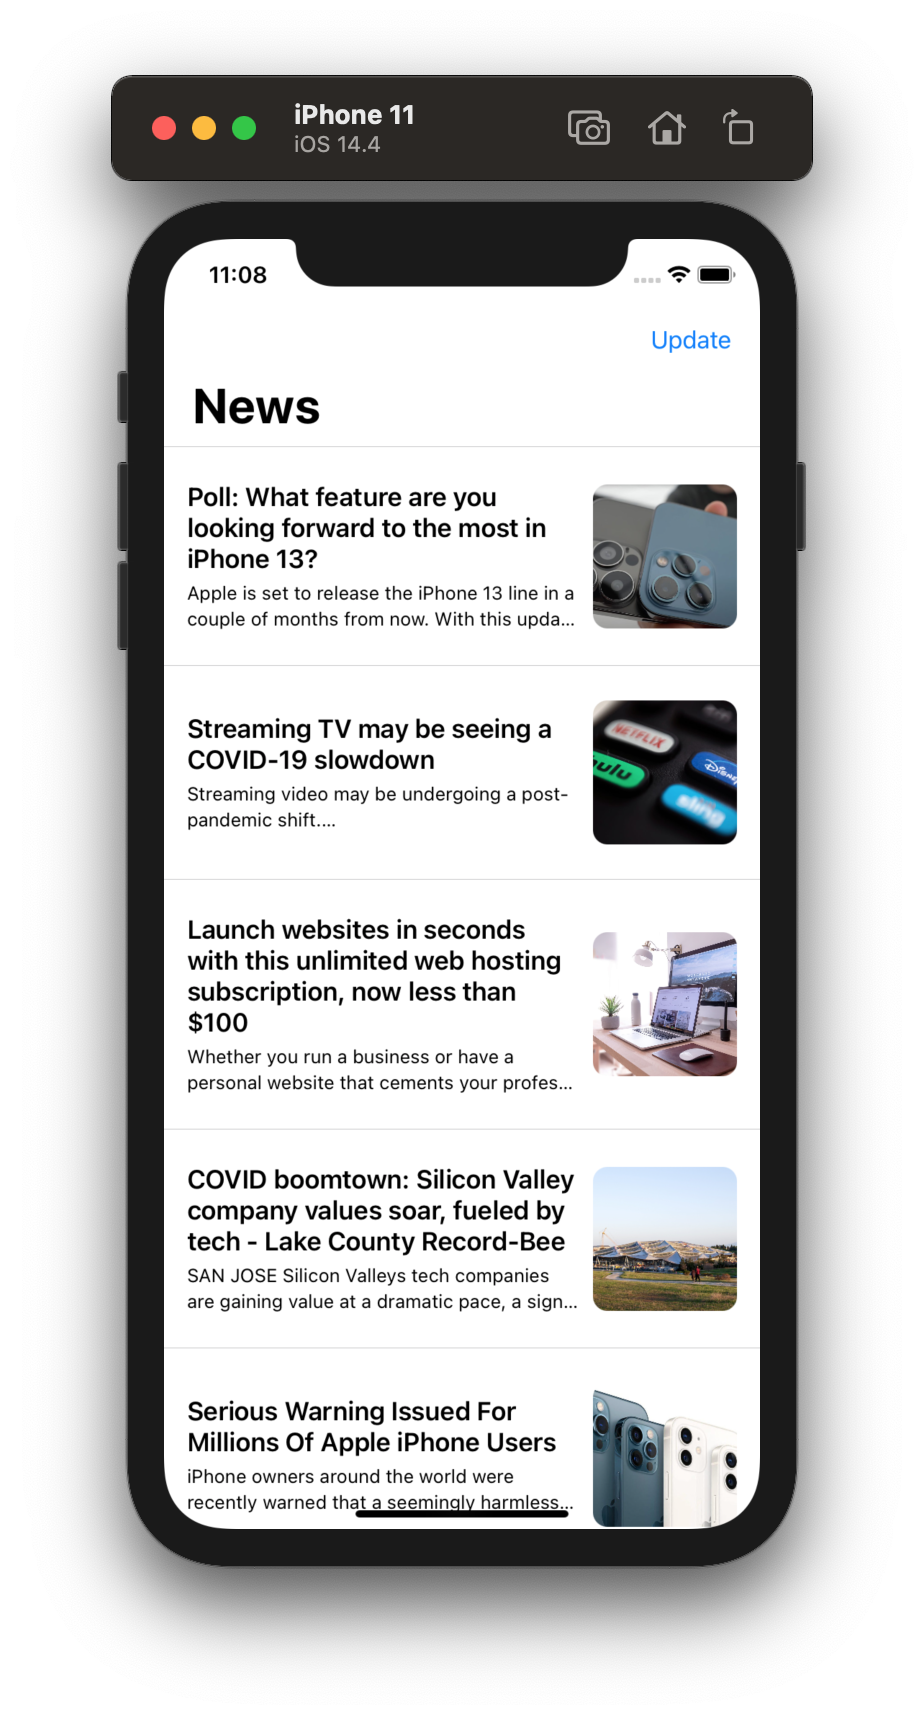 iPhone 11
iOS 14.4
11:08
Update
News
Poll: What feature are you
looking forward to the most in
iPhone 13?
Apple is set to release the iPhone 13 line in a
couple of months from now. With this upda...
Streaming TV may be seeing a
COVID-19 slowdown
Streaming video may be undergoing a post-
pandemic shift....
NETFLIX
hulu
Disney
sling
Launch websites in seconds
with this unlimited web hosting
subscription, now less than
$100
Whether you run a business or have a
personal website that cements your profes...
COVID boomtown: Silicon Valley
company values soar, fueled by
tech - Lake County Record-Bee
SAN JOSE Silicon Valleys tech companies
are gaining value at a dramatic pace, a sign...
Serious Warning Issued For
Millions Of Apple iPhone Users
iPhone owners around the world were
recently warned that a seemingly harmless...